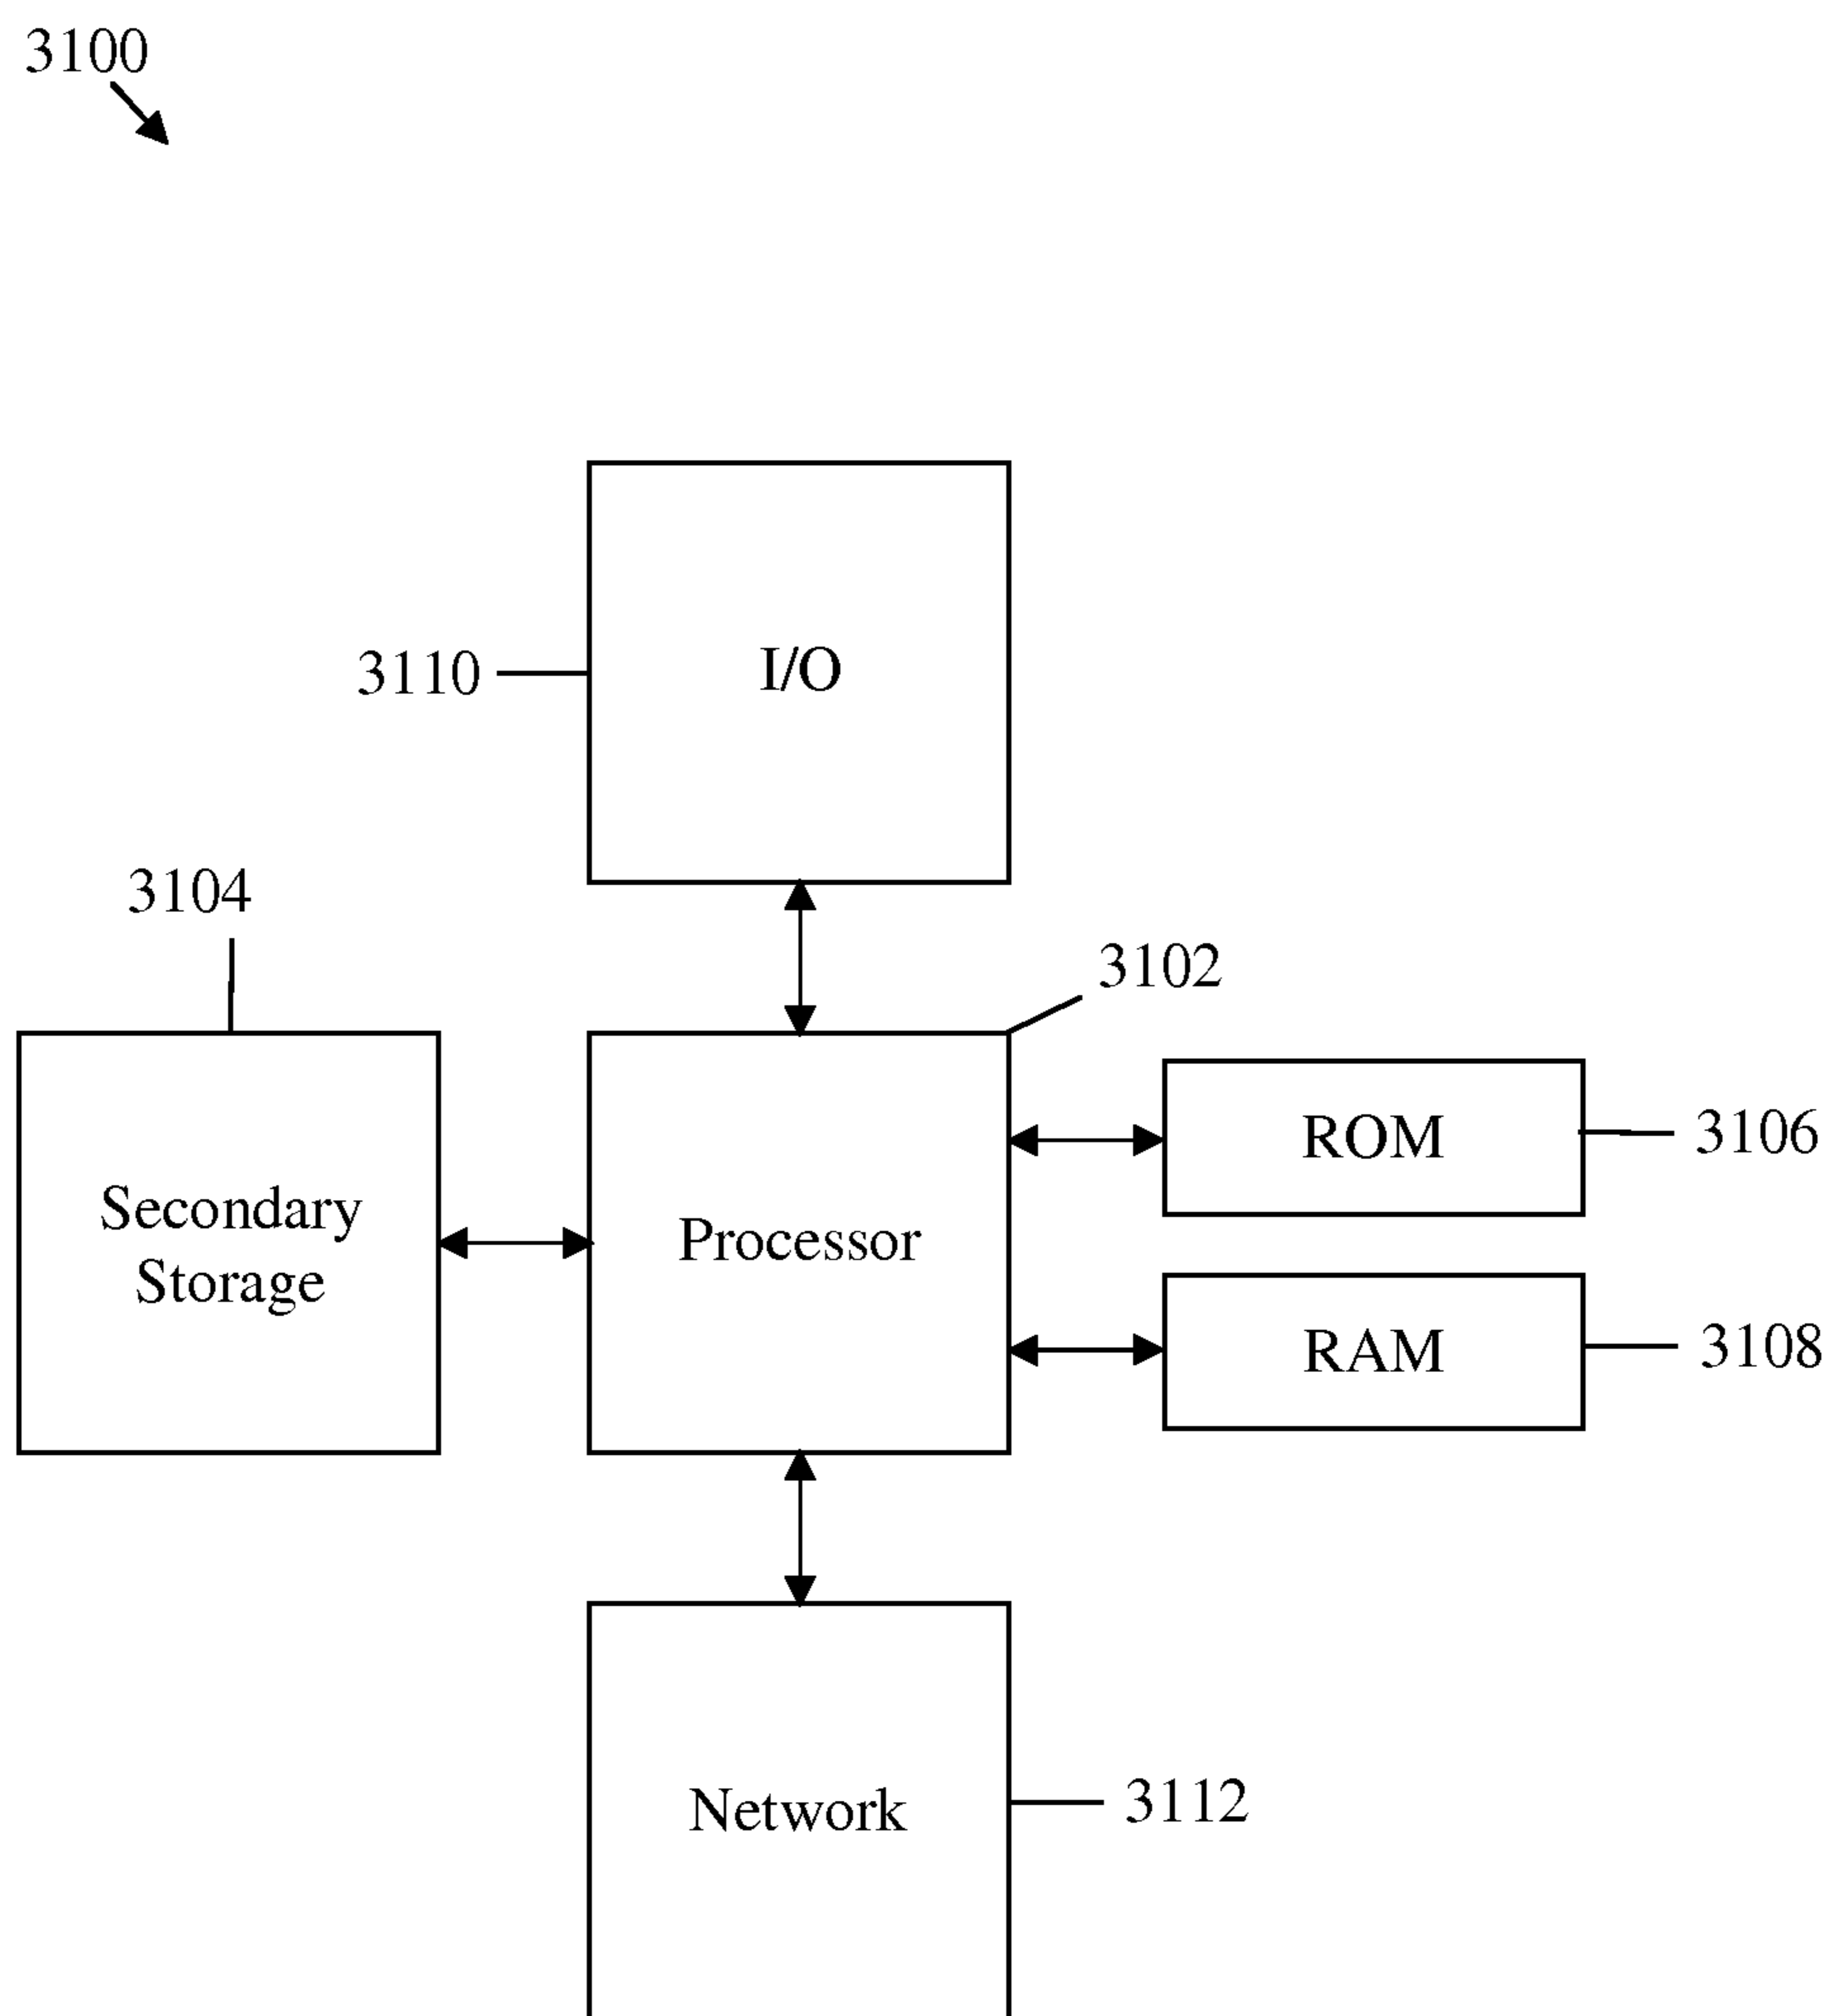 3100
I/O
3110
3104
3102
ROM
3106
Secondary
Storage
Processor
RAM
3108
Network
3112